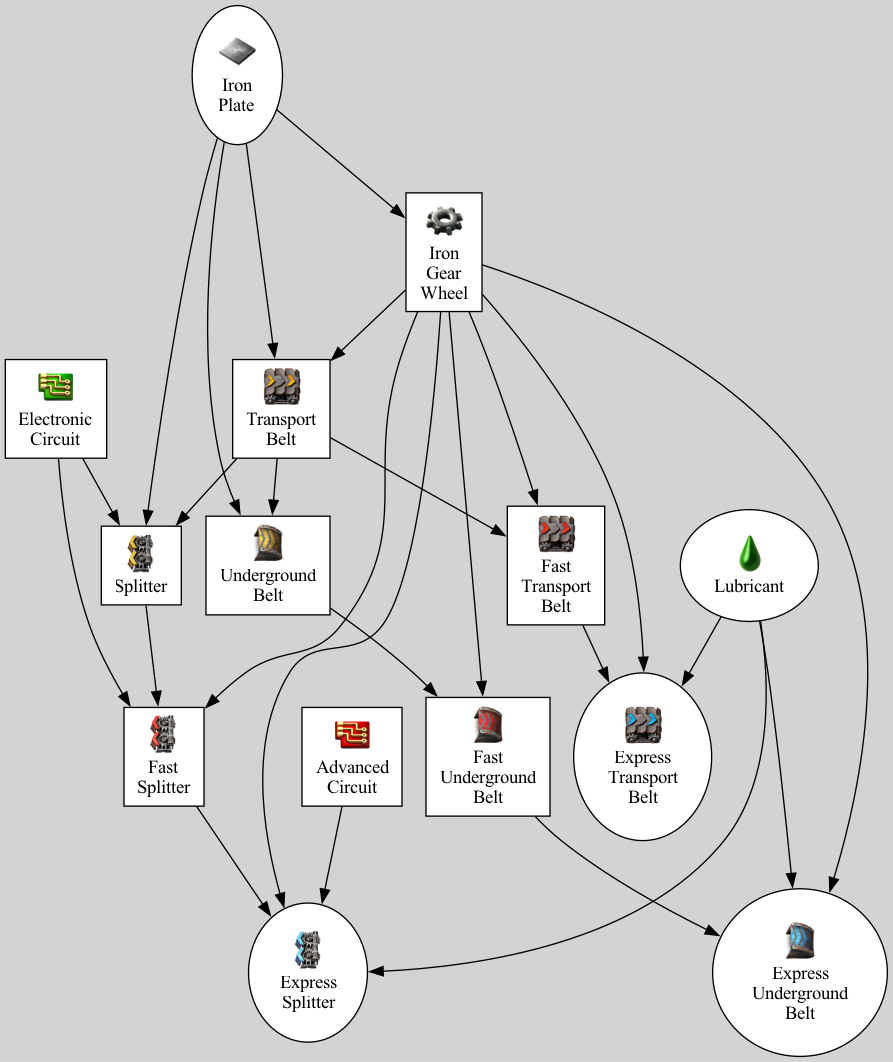 Iron
Plate
Iron
Gear
Wheel
Electronic
Circuit
Transport
Belt
Splitter
Underground
Belt
Fast
Transport
Belt
Lubricant
Fast
Splitter
Advanced
Circuit
Fast
Underground
Belt
Express
Transport
Belt
Express
Splitter
Express
Underground
Belt